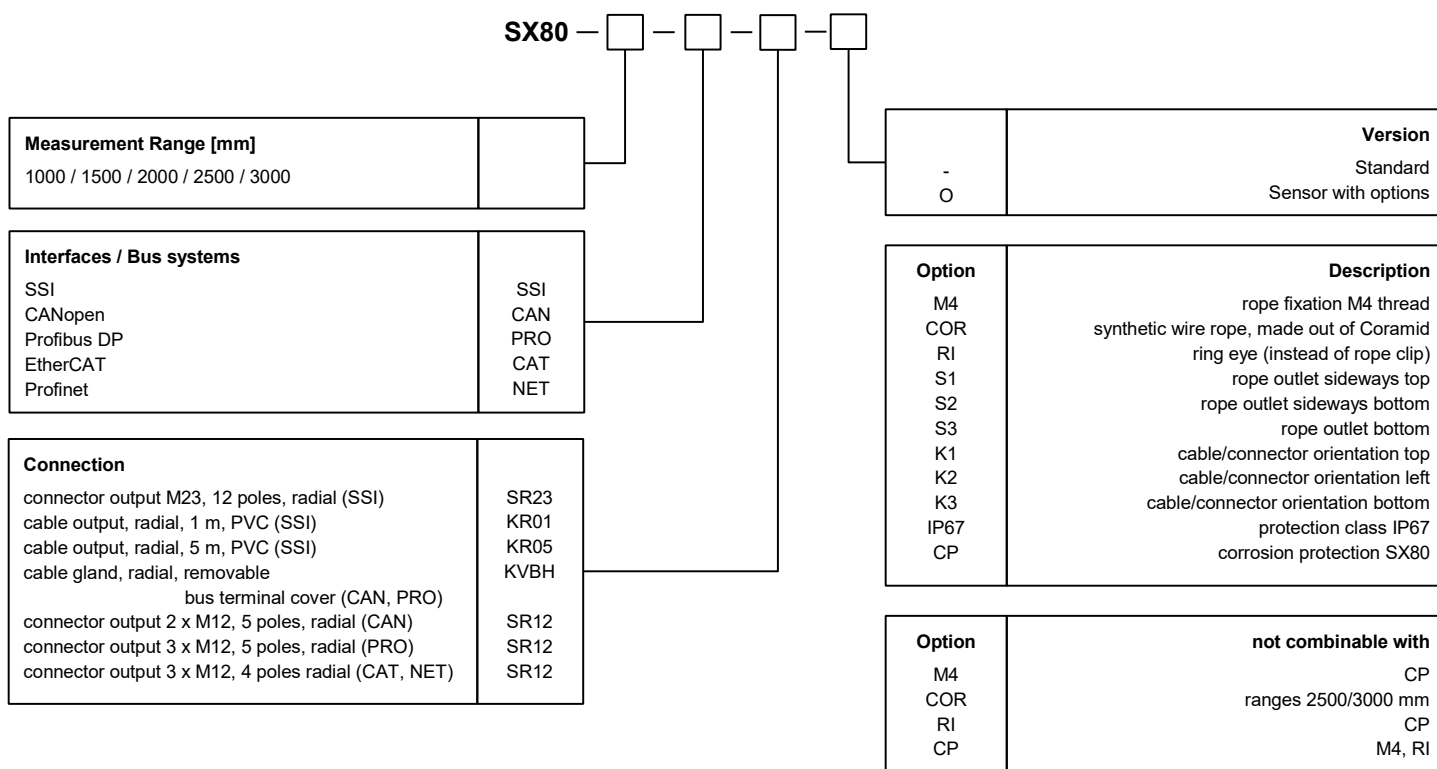 SX80 – – – –
Measurement Range [mm]
1000 / 1500 / 2000 / 2500 / 3000
Interfaces / Bus systems
SSI SSI
CANopen CAN
Profibus DP PRO
EtherCAT CAT
Profinet NET
Connection
connector output M23, 12 poles, radial (SSI) SR23
cable output, radial, 1 m, PVC (SSI) KR01
cable output, radial, 5 m, PVC (SSI) KR05
cable gland, radial, removable KVBH
bus terminal cover (CAN, PRO)
connector output 2 x M12, 5 poles, radial (CAN) SR12
connector output 3 x M12, 5 poles, radial (PRO) SR12
connector output 3 x M12, 4 poles radial (CAT, NET) SR12
Version
- Standard
O Sensor with options
Option Description
M4 rope fixation M4 thread
COR synthetic wire rope, made out of Coramid
RI ring eye (instead of rope clip)
S1 rope outlet sideways top
S2 rope outlet sideways bottom
S3 rope outlet bottom
K1 cable/connector orientation top
K2 cable/connector orientation left
K3 cable/connector orientation bottom
IP67 protection class IP67
CP corrosion protection SX80
Option not combinable with
M4 CP
COR ranges 2500/3000 mm
RI CP
CP M4, RI